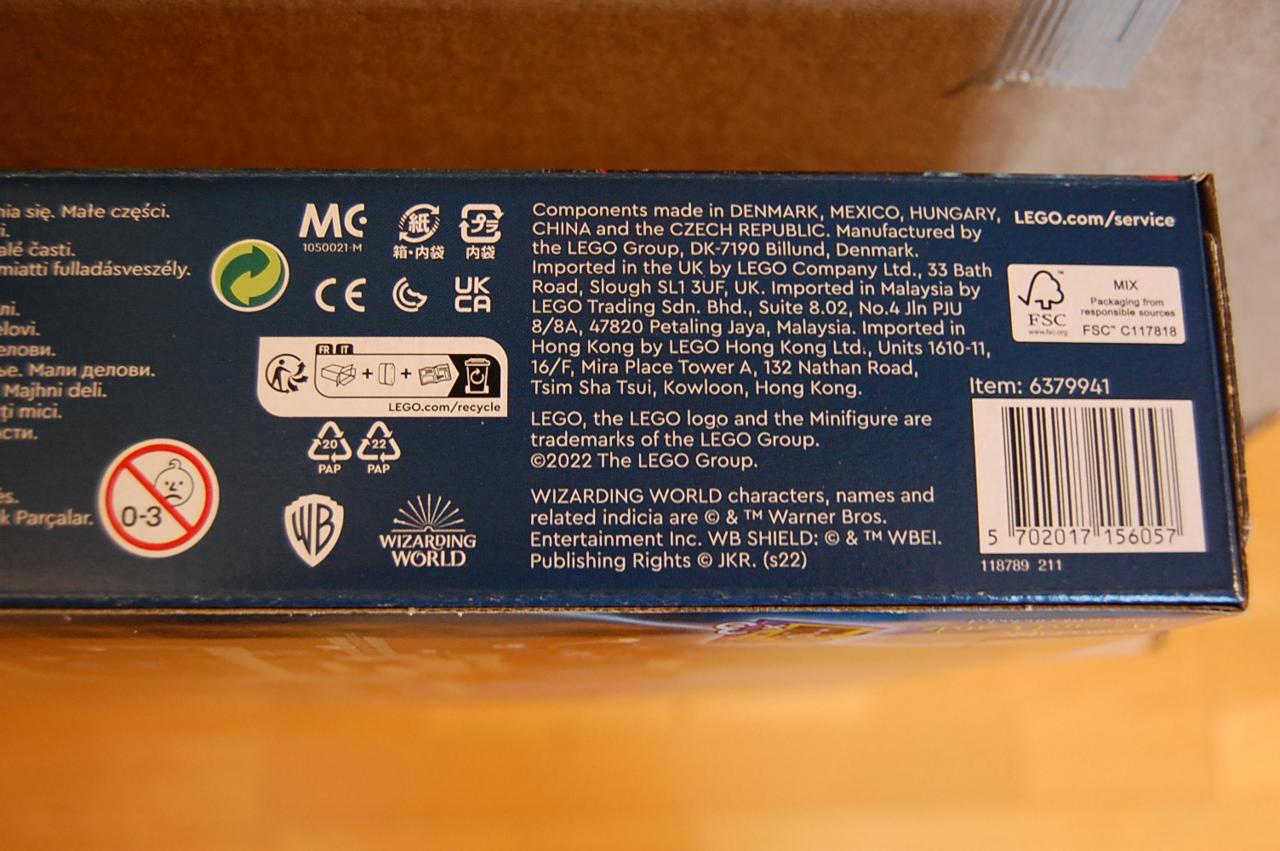 nia się. Małe części.
i.
alé časti.
miatti fulladásveszély.
ni.
elovi.
елови.
ье. Мали делови.
Majhni deli.
ți mici.
асти.
és.
k Parçalar.
0-3
MC
1050021-M
紙
箱・内袋
プラ
内袋
CE
UK
CA
FR IT
LEGO.com/recycle
20
PAP
22
PAP
WB
WIZARDING
WORLD
Components made in DENMARK, MEXICO, HUNGARY,
CHINA and the CZECH REPUBLIC. Manufactured by
the LEGO Group, DK-7190 Billund, Denmark.
Imported in the UK by LEGO Company Ltd., 33 Bath
Road, Slough SL1 3UF, UK. Imported in Malaysia by
LEGO Trading Sdn. Bhd., Suite 8.02, No.4 Jln PJU
8/8A, 47820 Petaling Jaya, Malaysia. Imported in
Hong Kong by LEGO Hong Kong Ltd., Units 1610-11,
16/F, Mira Place Tower A, 132 Nathan Road,
Tsim Sha Tsui, Kowloon, Hong Kong.
LEGO, the LEGO logo and the Minifigure are
trademarks of the LEGO Group.
©2022 The LEGO Group.
WIZARDING WORLD characters, names and
related indicia are © & ™ Warner Bros.
Entertainment Inc. WB SHIELD: © & ™ WBEI.
Publishing Rights © JKR. (s22)
LEGO.com/service
FSC
www.fsc.org
MIX
Packaging from
responsible sources
FSC™ C117818
Item: 6379941
5 702017 156057
118789 211